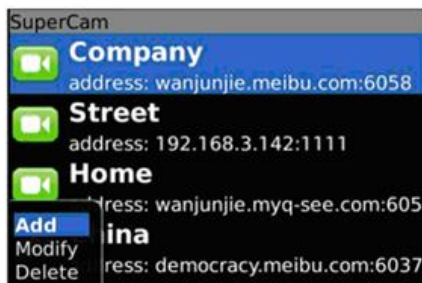 SuperCam
Company
address: wanjunjie.meibu.com:6058
Street
address: 192.168.3.142:1111
Home
dress: wanjunjie.myq-see.com:605
Add
ina
Modify
ress: democracy.meibu.com:6037
Delete